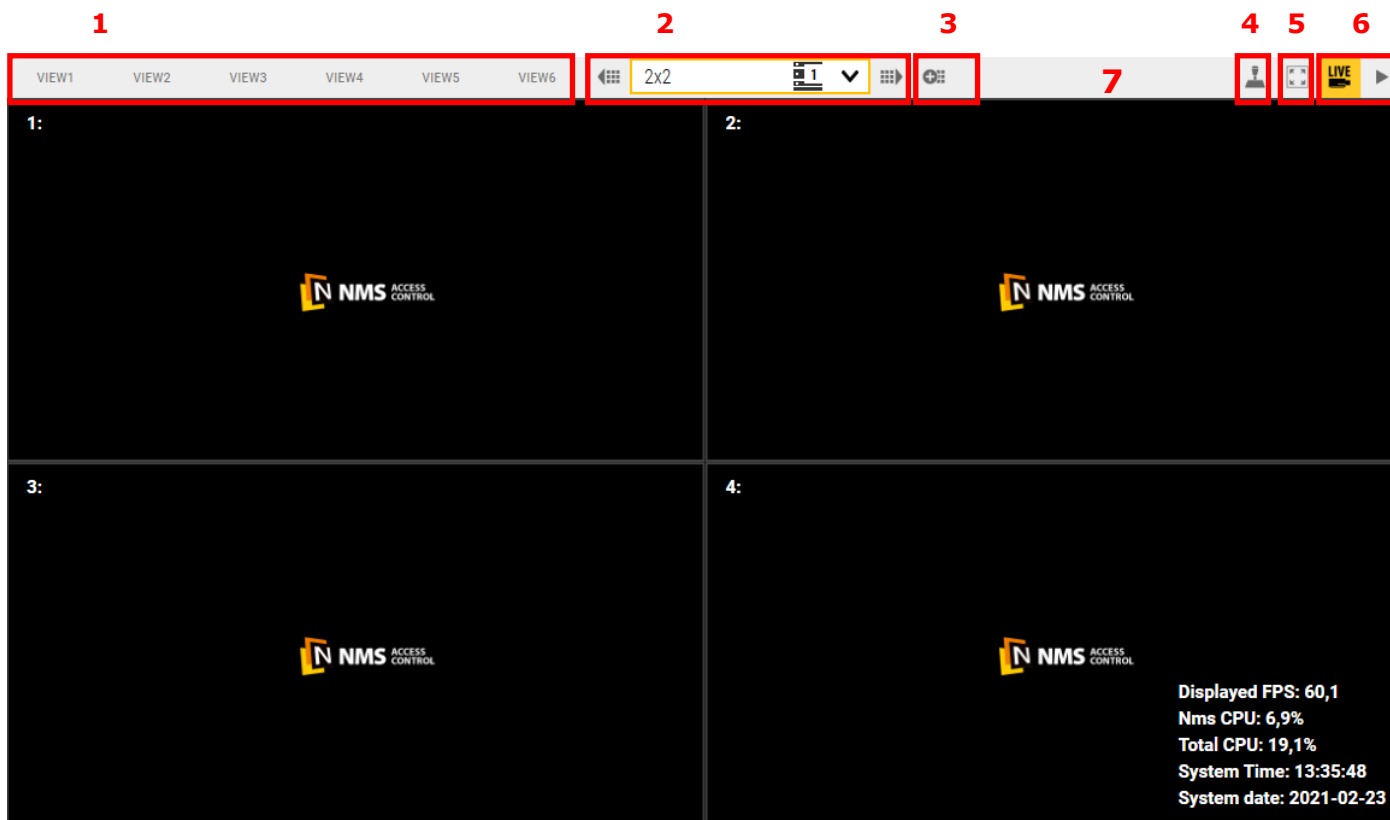 1 2 3 4 5 6
VIEW1 VIEW2 VIEW3 VIEW4 VIEW5 VIEW6 2x2 1 7 LIVE
1: 2:
NMS ACCESS CONTROL NMS ACCESS CONTROL
3: 4:
NMS ACCESS CONTROL NMS ACCESS CONTROL
Displayed FPS: 60,1
Nms CPU: 6,9%
Total CPU: 19,1%
System Time: 13:35:48
System date: 2021-02-23